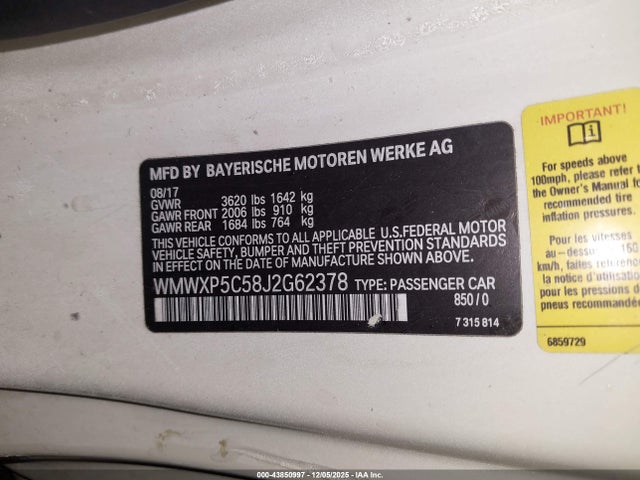 MFD BY BAYERISCHE MOTOREN WERKE AG
08/17
GVWR 3620 lbs 1642 kg
GAWR FRONT 2006 lbs 910 kg
GAWR REAR 1684 lbs 764 kg
THIS VEHICLE CONFORMS TO ALL APPLICABLE U.S.FEDERAL MOTOR
VEHICLE SAFETY, BUMPER AND THEFT PREVENTION STANDARDS
IN EFFECT ON THE DATE OF MANUFACTURE SHOWN ABOVE.
WMWXP5C58J2G62378 TYPE: PASSENGER CAR
850/0
7 315 814
IMPORTANT!
For speeds above
100mph, please refer to
the Owner's Manual for
recommended tire
inflation pressures.
Pour les vitesses
au-dessus de 160
km/h, faites référence
la notice d'utilisation
pour les pressions de
pneus recommandées
6859729
00-43850997 - 12/05/2025 - IAA Inc.